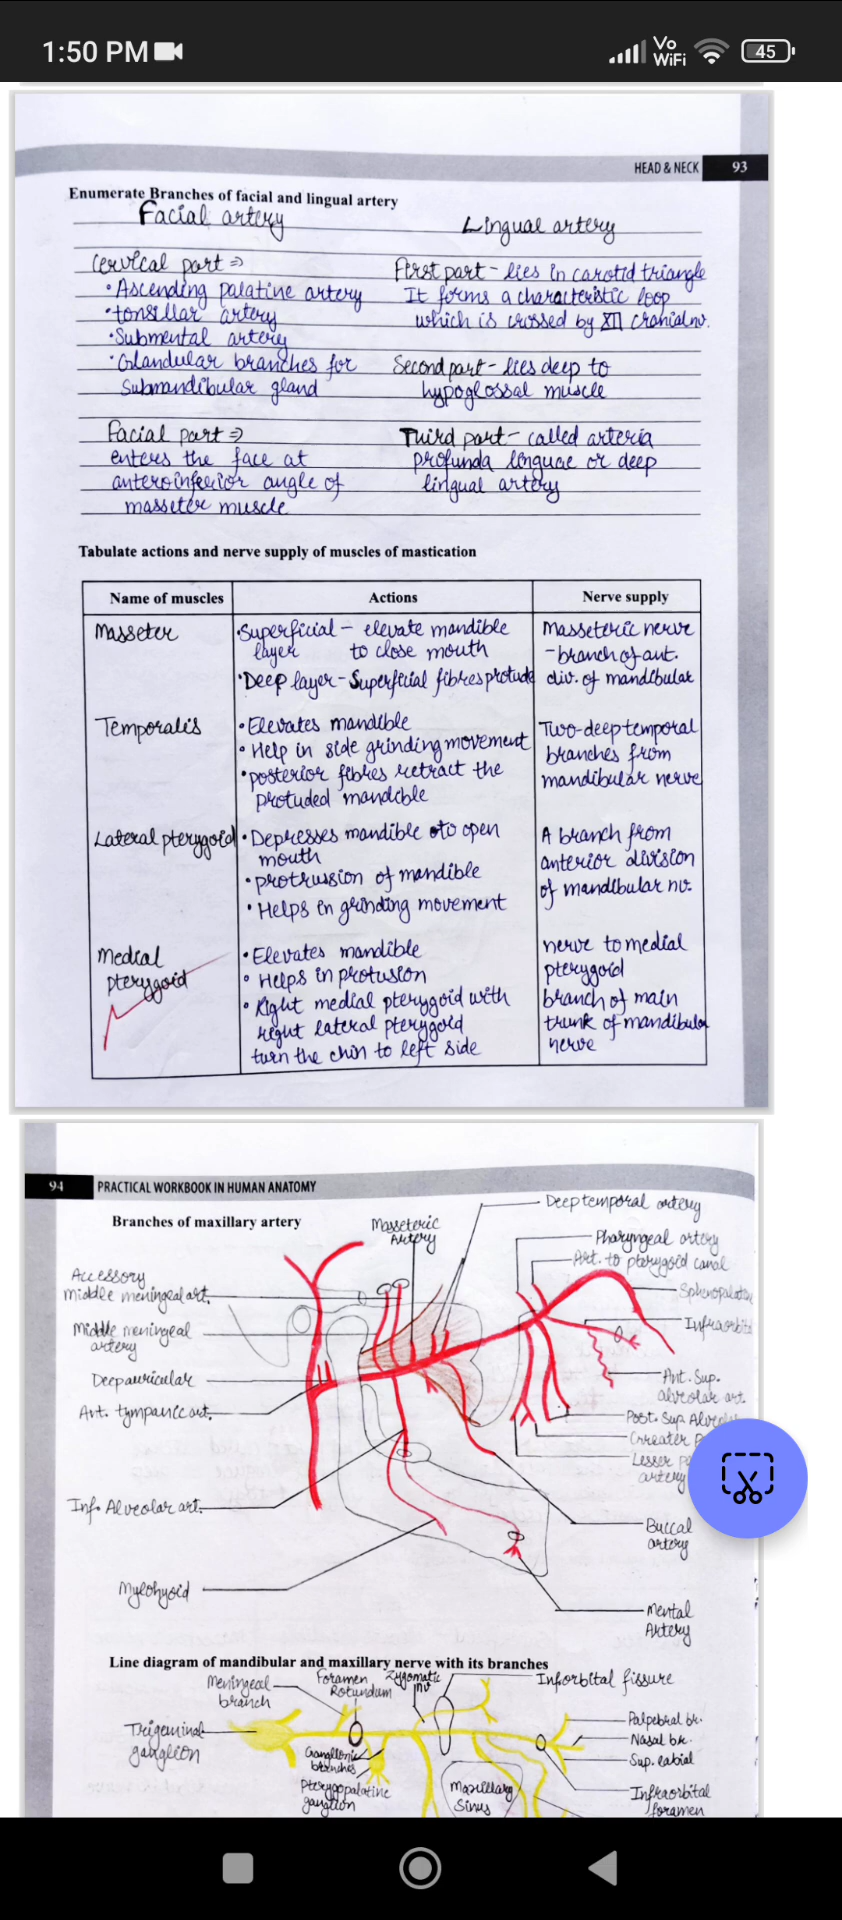 1:50 PM
Vo
WiFi
45
HEAD & NECK 93
Enumerate Branches of facial and lingual artery
Facial artery
Lingual artery
Cervical part ⇒
• Ascending palatine artery
• tonsillar artery
• Submental artery
• Glandular branches for
Submandibular gland
Facial part ⇒
enters the face at
anteroinferior angle of
masseter muscle
First part - lies in carotid triangle
It forms a characteristic loop
which is crossed by XII cranial nv.
Second part - lies deep to
hypoglossal muscle
Third part - called arteria
profunda linguae or deep
lingual artery
Tabulate actions and nerve supply of muscles of mastication
Name of muscles
Actions
Nerve supply
Masseter
• Superficial - elevate mandible
layer to close mouth
• Deep layer - Superficial fibres protude
Masseteric nerve
- branch of ant.
div. of mandibular
Temporalis
• Elevates mandible
• Help in side grinding movement
• posterior fibres retract the
protuded mandible
Two-deep temporal
branches from
mandibular nerve
Lateral pterygoid
• Depresses mandible to open
mouth
• protrussion of mandible
• Helps in grinding movement
A branch from
anterior division
of mandibular nv.
Medial
pterygoid
• Elevates mandible
• Helps in protusion
• Right medial pterygoid with
right lateral pterygoid
turn the chin to left side
nerve to medial
pterygoid
branch of main
trunk of mandibular
nerve
94 PRACTICAL WORKBOOK IN HUMAN ANATOMY
Branches of maxillary artery
Masseteric
Artery
Deep temporal artery
Pharyngeal artery
Art. to pterygoid canal
Accessory
middle meningeal art.
Middle meningeal
artery
Deep auricular
Ant. tympanic art.
Inf. Alveolar art.
Mylohyoid
Ant. Sup.
alveolar art.
Post. Sup.
Greater
Lesser
artery
Buccal
artery
Mental
Artery
Line diagram of mandibular and maxillary nerve with its branches
Meningeal
branch
Foramen
Rotundum
Zygomatic
nv
Inforbital fissure
Trigeminal
ganglion
Ganglionic
branches
Pterygopalatine
ganglion
Maxillary
Sinus
Palpebral br.
Nasal br.
Sup. labial
Infraorbital
foramen